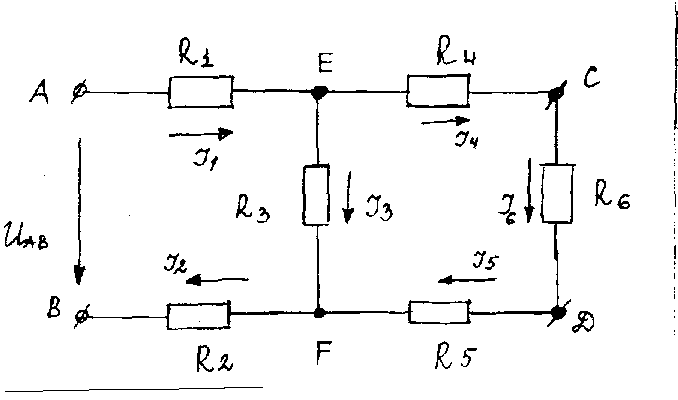 R1 E R4
A C
I1 I4
R3 I3 I6 R6
UAB
I2 I5
B D
R2 F R5